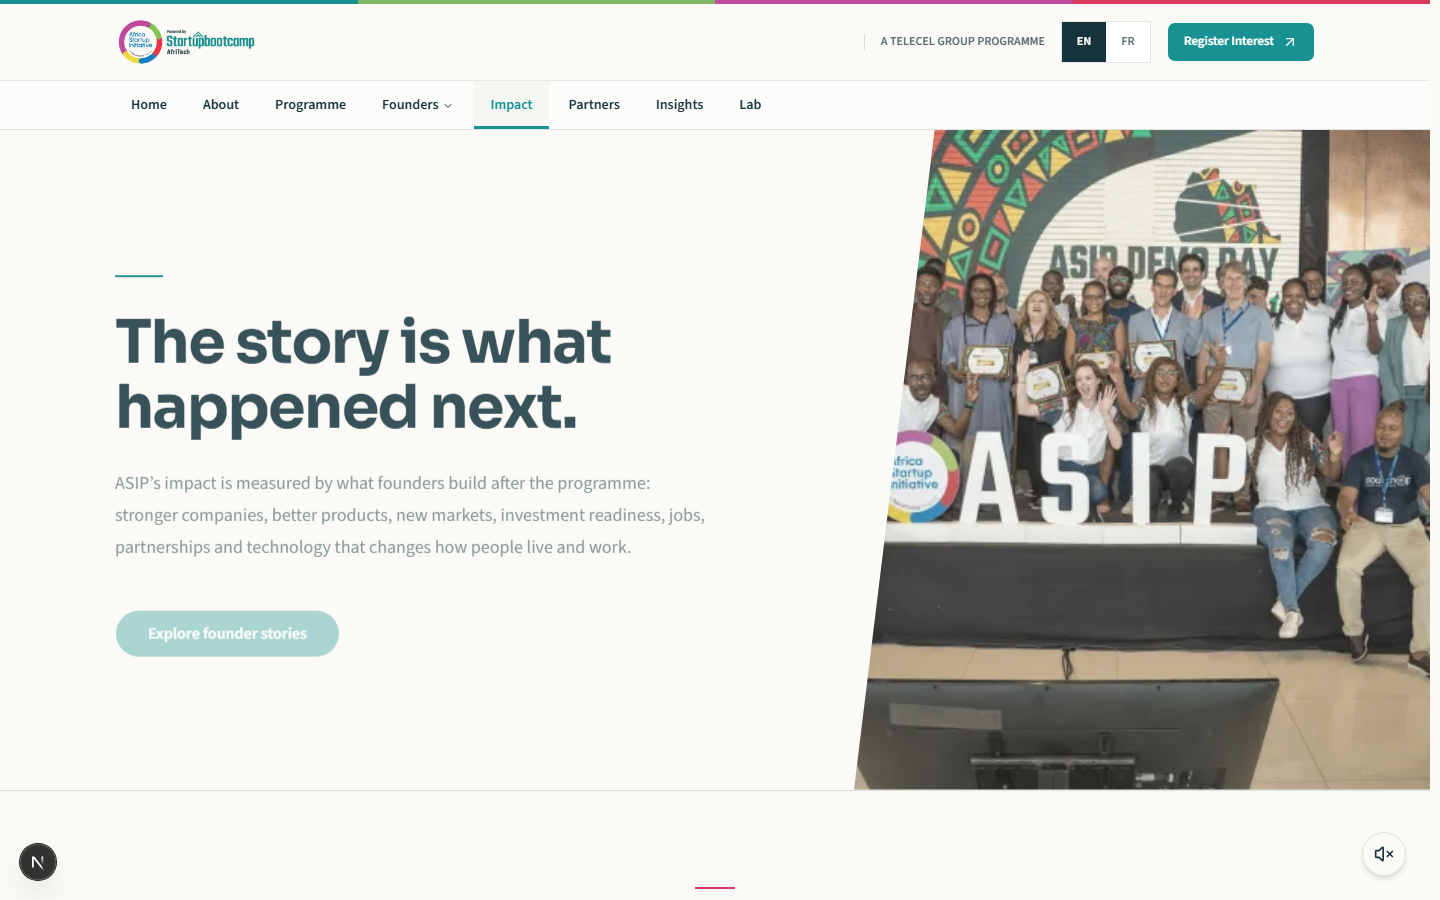 Africa
Startup
Initiative
Powered by
Startupbootcamp
AfriTech
A TELECEL GROUP PROGRAMME
EN
FR
Register Interest
Home
About
Programme
Founders
Impact
Partners
Insights
Lab
ASIP DEMO DAY
The story is what
happened next.
ASIP’s impact is measured by what founders build after the programme:
stronger companies, better products, new markets, investment readiness, jobs,
partnerships and technology that changes how people live and work.
Explore founder stories
Africa
Startup
Initiative
ASIP
N